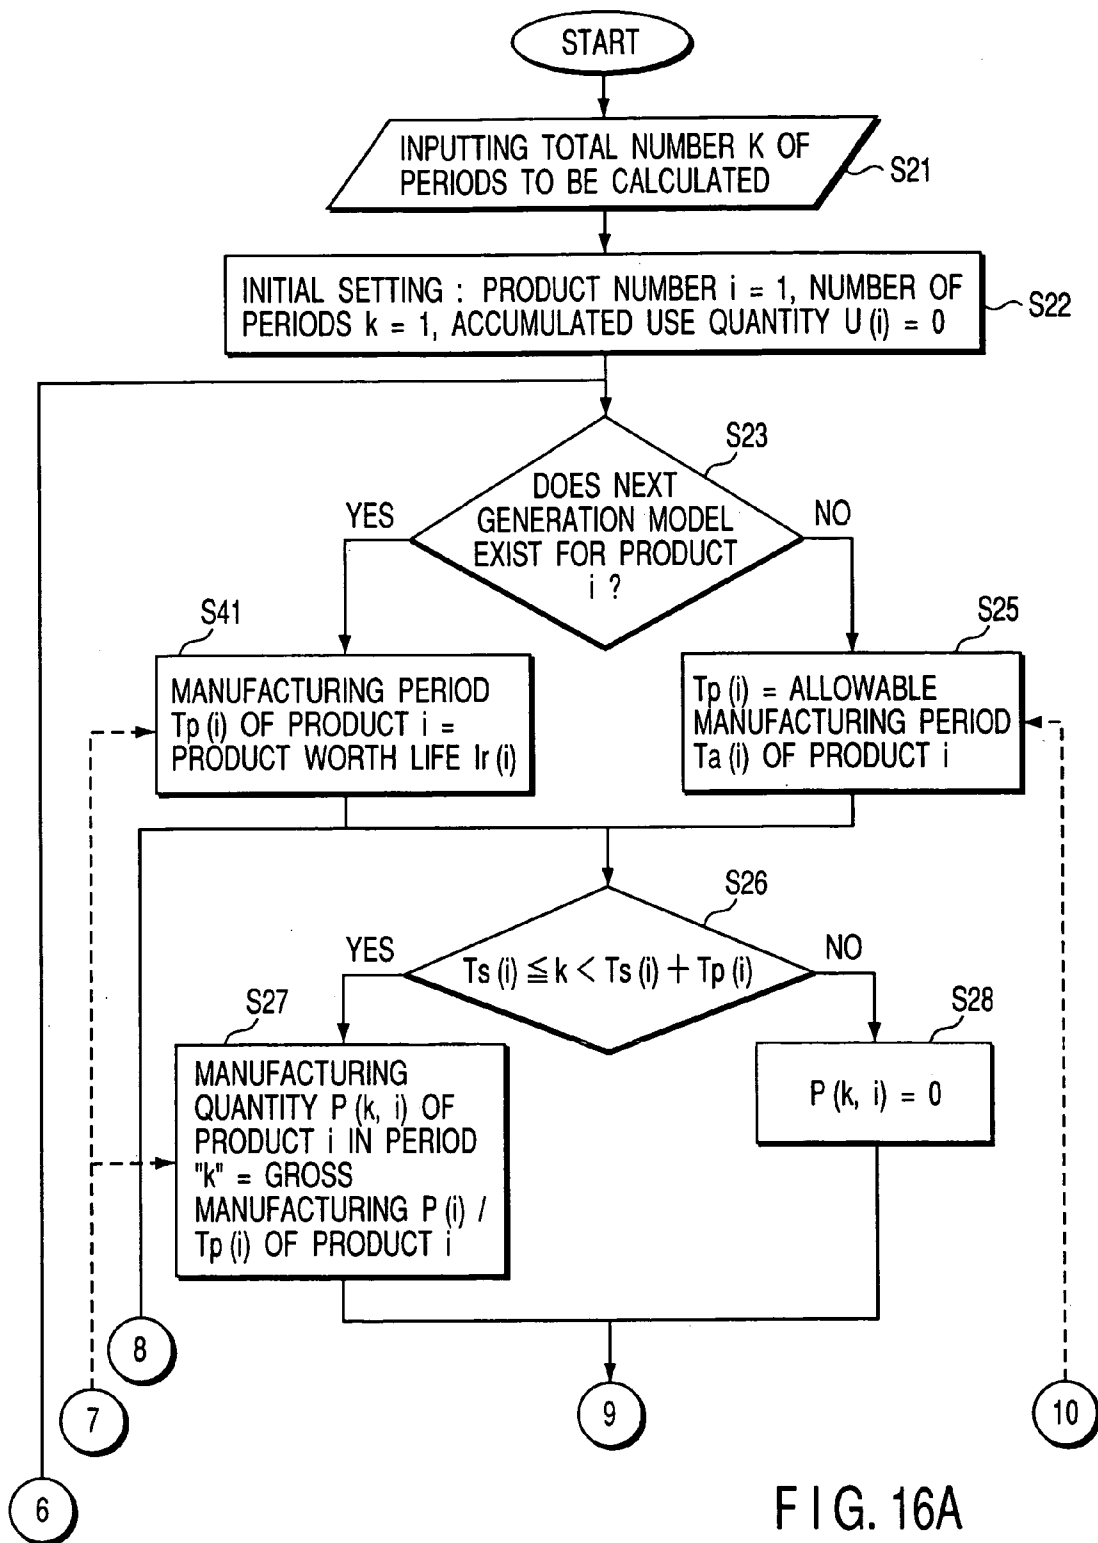 START
INPUTTING TOTAL NUMBER K OF
PERIODS TO BE CALCULATED
S21
INITIAL SETTING : PRODUCT NUMBER i = 1, NUMBER OF
PERIODS k = 1, ACCUMULATED USE QUANTITY U (i) = 0
S22
S23
DOES NEXT
GENERATION MODEL
EXIST FOR PRODUCT
i ?
YES
NO
S41
MANUFACTURING PERIOD
Tp (i) OF PRODUCT i =
PRODUCT WORTH LIFE lr (i)
S25
Tp (i) = ALLOWABLE
MANUFACTURING PERIOD
Ta (i) OF PRODUCT i
S26
Ts (i) ≦ k < Ts (i) + Tp (i)
YES
NO
S27
MANUFACTURING
QUANTITY P (k, i) OF
PRODUCT i IN PERIOD
"k" = GROSS
MANUFACTURING P (i) /
Tp (i) OF PRODUCT i
S28
P (k, i) = 0
8
7
9
10
6
FIG. 16A